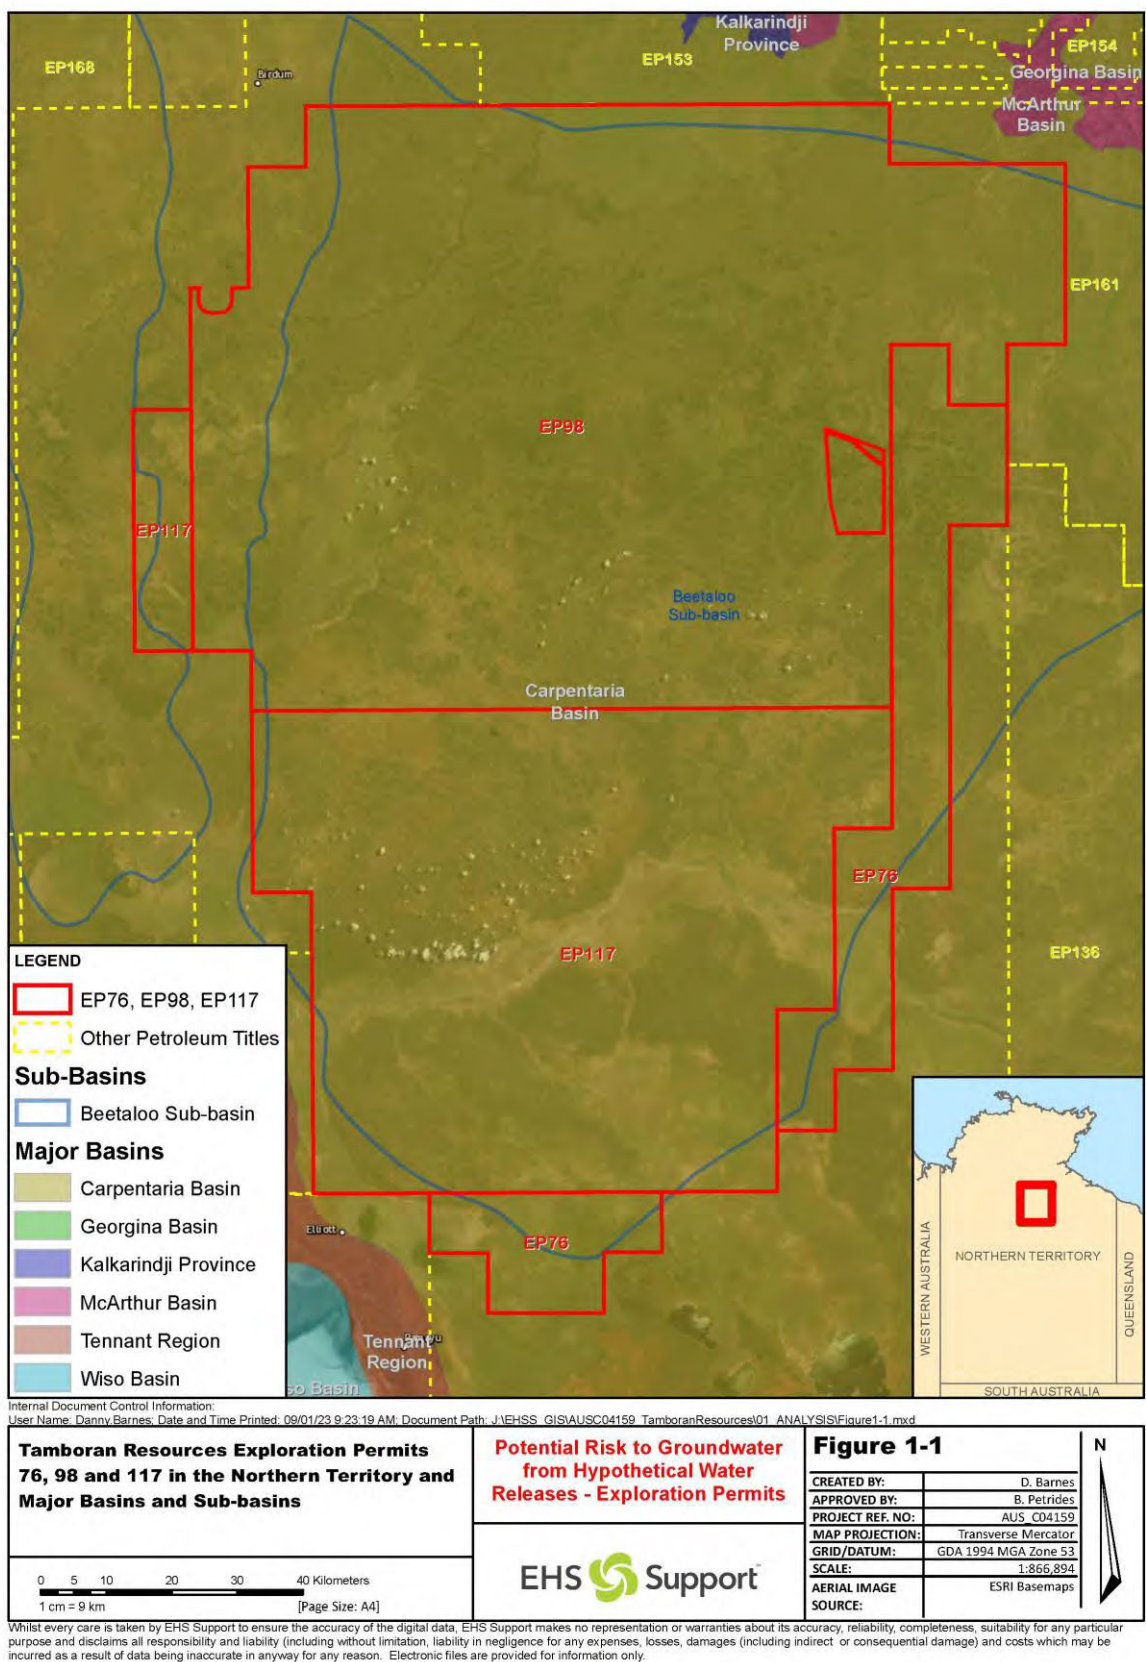 Kalkarindji
Province
EP168
Birdum
EP153
EP154
Georgina Basin
McArthur
Basin
EP161
EP98
EP117
Beetaloo
Sub-basin
Carpentaria
Basin
EP76
EP117
EP136
LEGEND
EP76, EP98, EP117
Other Petroleum Titles
Sub-Basins
Beetaloo Sub-basin
Major Basins
Carpentaria Basin
Georgina Basin
Kalkarindji Province
McArthur Basin
Tennant Region
Wiso Basin
Elliott
EP76
Tennant
Region
so Basin
NORTHERN TERRITORY
WESTERN AUSTRALIA
QUEENSLAND
SOUTH AUSTRALIA
Internal Document Control Information:
User Name: Danny.Barnes; Date and Time Printed: 09/01/23 9:23:19 AM; Document Path: J:\EHSS_GIS\AUSC04159_TamboranResources\01_ANALYSIS\Figure1-1.mxd
Tamboran Resources Exploration Permits
76, 98 and 117 in the Northern Territory and
Major Basins and Sub-basins
0 5 10 20 30 40 Kilometers
1 cm = 9 km [Page Size: A4]
Potential Risk to Groundwater
from Hypothetical Water
Releases - Exploration Permits
EHS Support
Figure 1-1
CREATED BY: D. Barnes
APPROVED BY: B. Petrides
PROJECT REF. NO: AUS_C04159
MAP PROJECTION: Transverse Mercator
GRID/DATUM: GDA 1994 MGA Zone 53
SCALE: 1:866,894
AERIAL IMAGE SOURCE: ESRI Basemaps
N
Whilst every care is taken by EHS Support to ensure the accuracy of the digital data, EHS Support makes no representation or warranties about its accuracy, reliability, completeness, suitability for any particular
purpose and disclaims all responsibility and liability (including without limitation, liability in negligence for any expenses, losses, damages (including indirect or consequential damage) and costs which may be
incurred as a result of data being inaccurate in anyway for any reason. Electronic files are provided for information only.